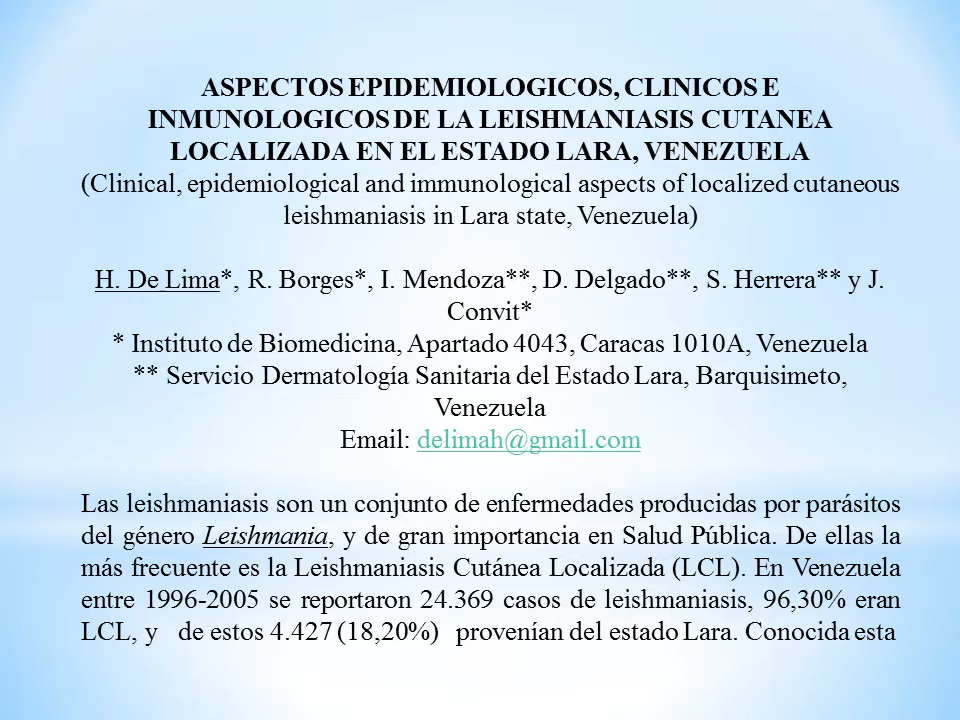 ASPECTOS EPIDEMIOLOGICOS, CLINICOS E
INMUNOLOGICOS DE LA LEISHMANIASIS CUTANEA
LOCALIZADA EN EL ESTADO LARA, VENEZUELA
(Clinical, epidemiological and immunological aspects of localized cutaneous
leishmaniasis in Lara state, Venezuela)
H. De Lima*, R. Borges*, I. Mendoza**, D. Delgado**, S. Herrera** y J.
Convit*
* Instituto de Biomedicina, Apartado 4043, Caracas 1010A, Venezuela
** Servicio Dermatología Sanitaria del Estado Lara, Barquisimeto,
Venezuela
Email: delimah@gmail.com
Las leishmaniasis son un conjunto de enfermedades producidas por parásitos
del género Leishmania, y de gran importancia en Salud Pública. De ellas la
más frecuente es la Leishmaniasis Cutánea Localizada (LCL). En Venezuela
entre 1996-2005 se reportaron 24.369 casos de leishmaniasis, 96,30% eran
LCL, y de estos 4.427 (18,20%) provenían del estado Lara. Conocida esta